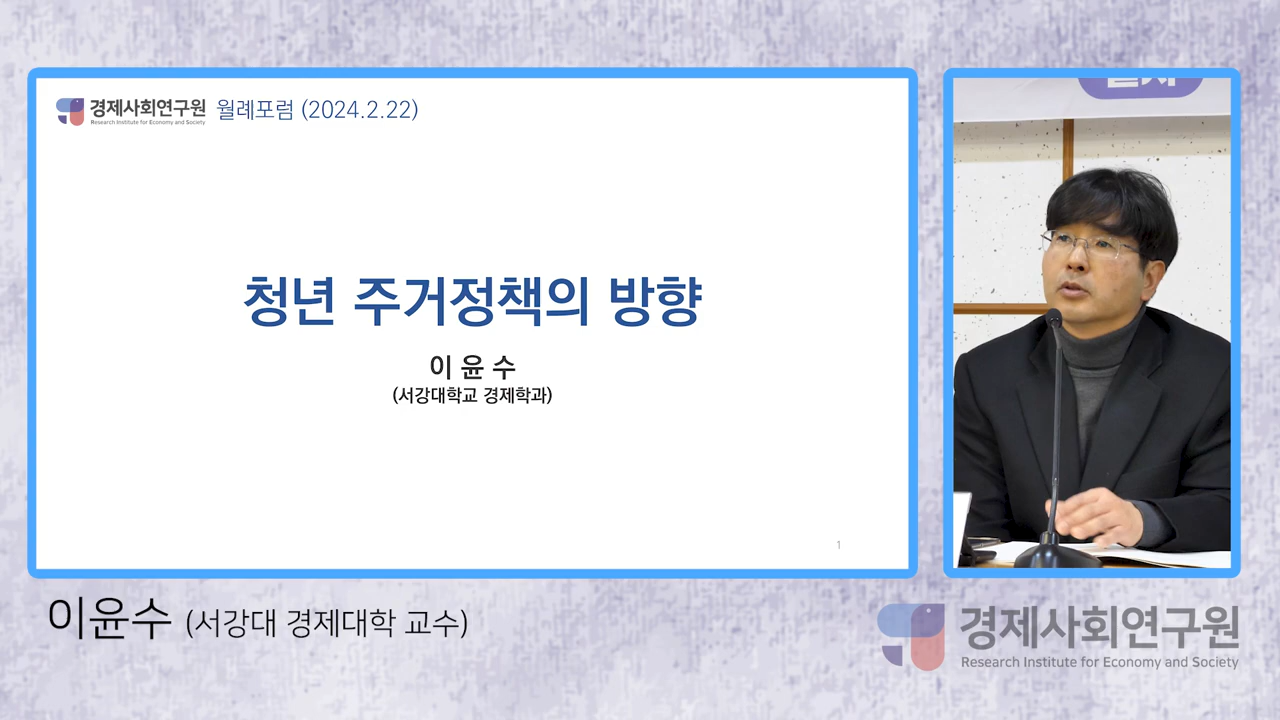 경제사회연구원 월례포럼 (2024.2.22)
Research Institute for Economy and Society
청년 주거정책의 방향
이 윤 수
(서강대학교 경제학과)
1
이윤수 (서강대 경제대학 교수)
경제사회연구원
Research Institute for Economy and Society